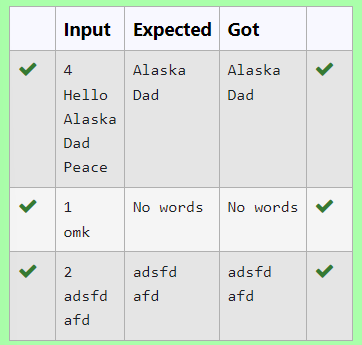 Input Expected Got
4 Alaska Alaska
Hello Dad Dad
Alaska
Dad
Peace
1 No words No words
omk
2 adsfd adsfd
adsfd afd afd
afd